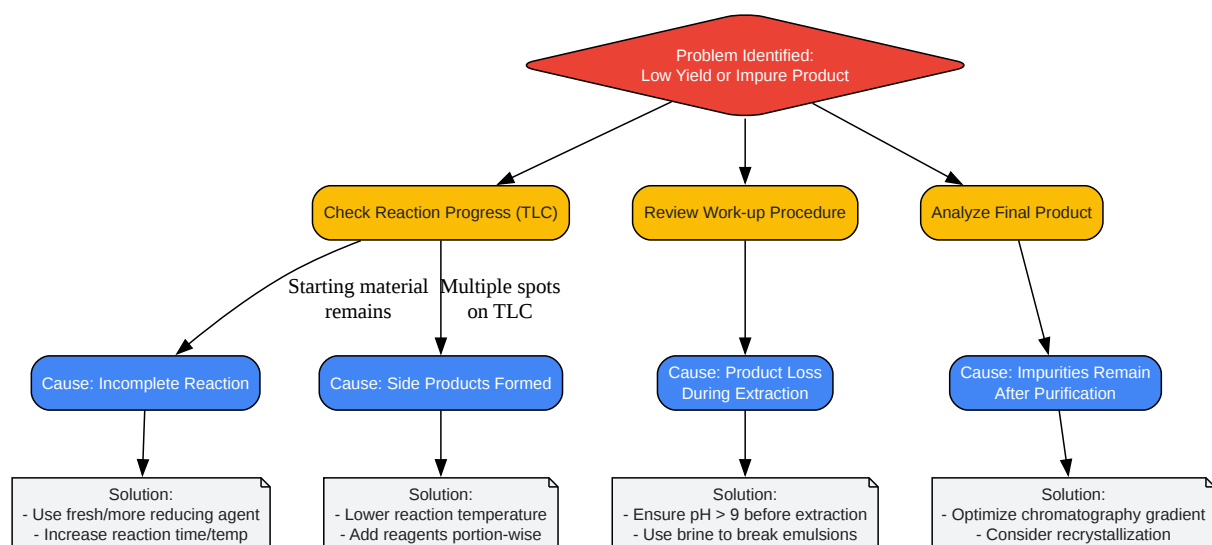 Problem Identified:
Low Yield or Impure Product
Check Reaction Progress (TLC)
Review Work-up Procedure
Analyze Final Product
Starting material
remains
Multiple spots
on TLC
Cause: Incomplete Reaction
Cause: Side Products Formed
Cause: Product Loss
During Extraction
Cause: Impurities Remain
After Purification
Solution:
- Use fresh/more reducing agent
- Increase reaction time/temp
Solution:
- Lower reaction temperature
- Add reagents portion-wise
Solution:
- Ensure pH > 9 before extraction
- Use brine to break emulsions
Solution:
- Optimize chromatography gradient
- Consider recrystallization